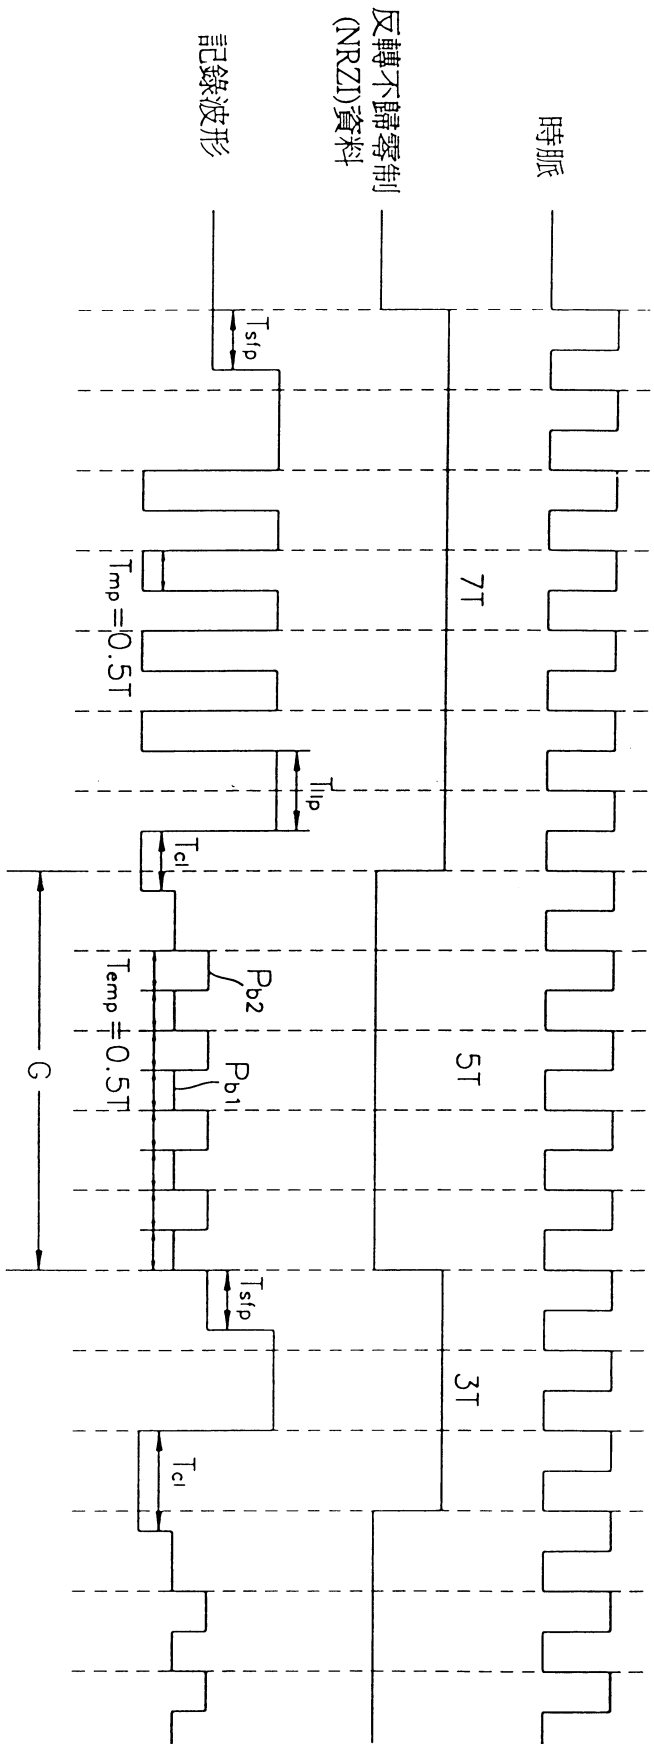 時脈
反轉不歸零制
(NRZI)資料
7T
5T
3T
記錄波形
Tsfp
Tmp=0.5T
Tllp
Tcl
Pb2
Pb1
Temp=0.5T
Tsfp
Tcl
G